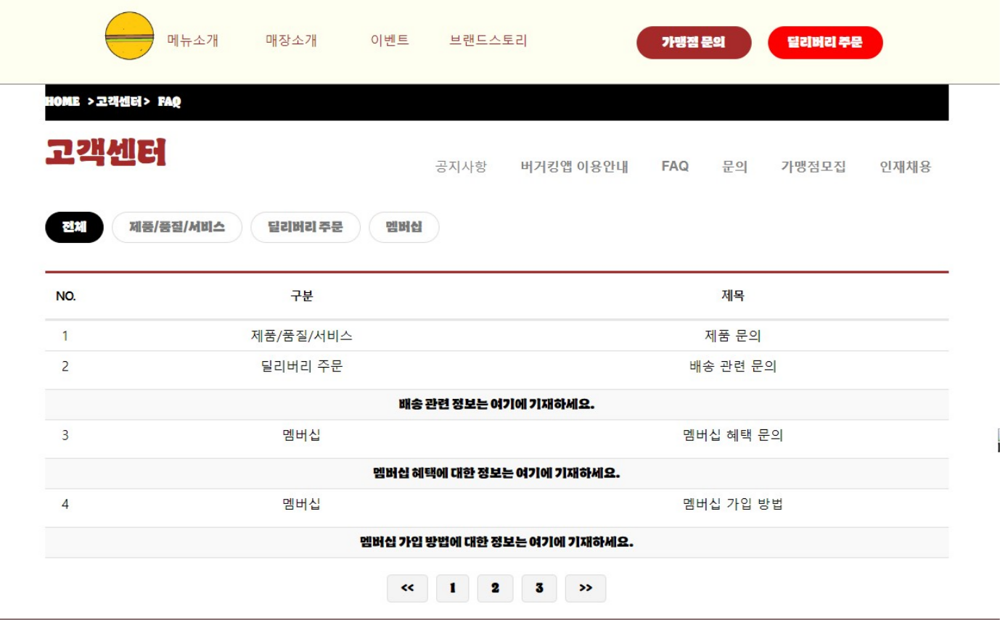 메뉴소개 매장소개 이벤트 브랜드스토리 가맹점 문의 딜리버리 주문
HOME > 고객센터 > FAQ
고객센터
공지사항 버거킹앱 이용안내 FAQ 문의 가맹점모집 인재채용
전체 제품/품질/서비스 딜리버리 주문 멤버십
NO. 구분 제목
1 제품/품질/서비스 제품 문의
2 딜리버리 주문 배송 관련 문의
배송 관련 정보는 여기에 기재하세요.
3 멤버십 멤버십 혜택 문의
멤버십 혜택에 대한 정보는 여기에 기재하세요.
4 멤버십 멤버십 가입 방법
멤버십 가입 방법에 대한 정보는 여기에 기재하세요.
<< 1 2 3 >>